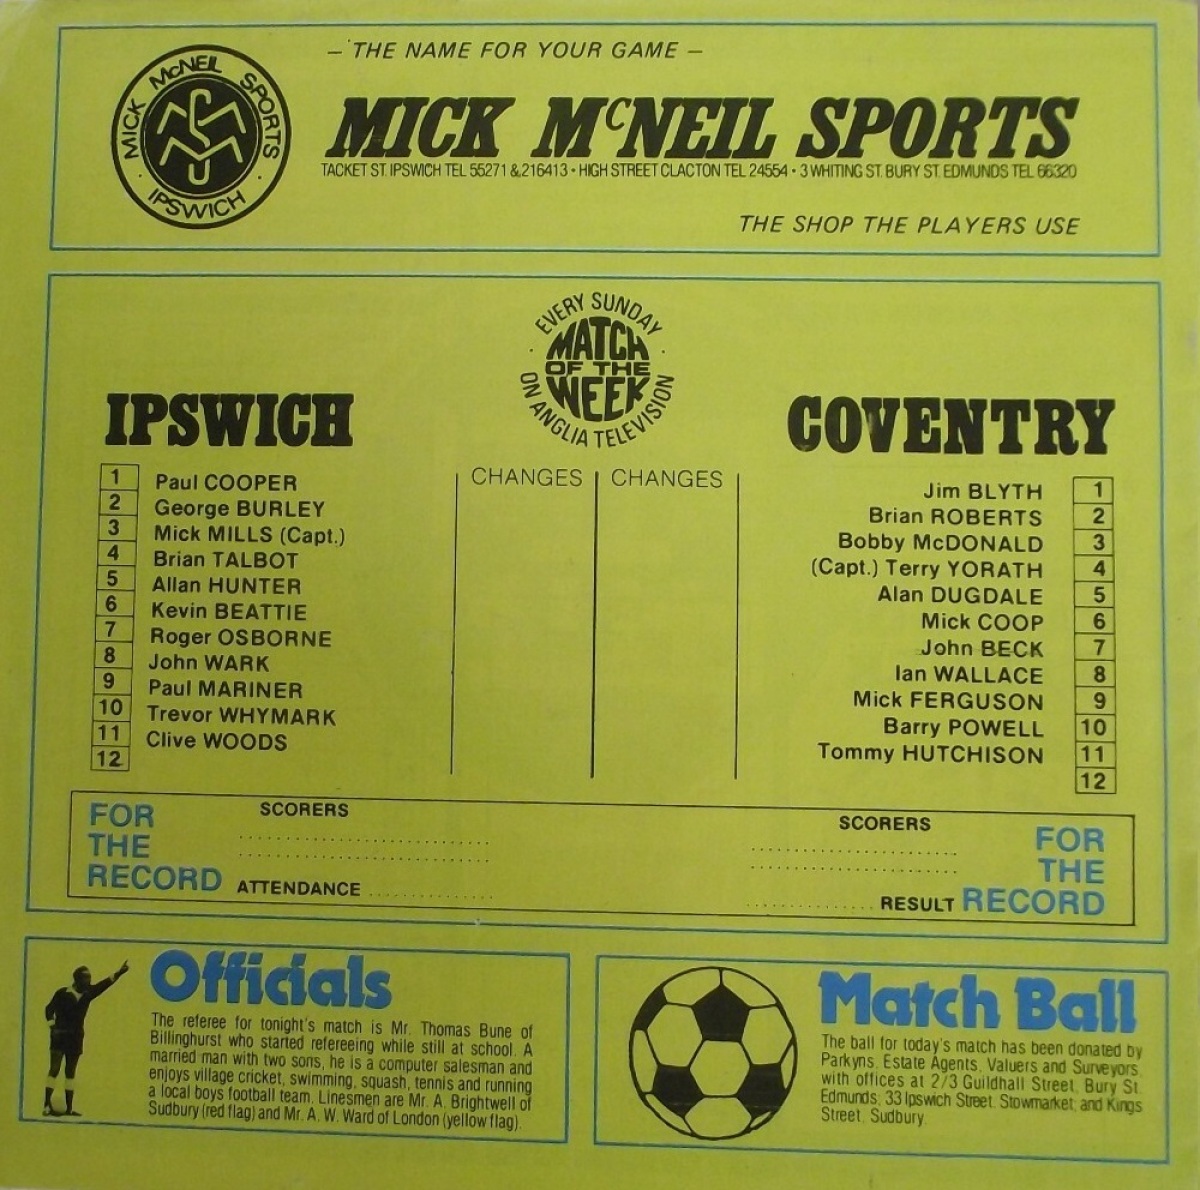 — THE NAME FOR YOUR GAME —
MICK McNEIL SPORTS
IPSWICH
MICK McNEIL SPORTS
TACKET ST. IPSWICH TEL 55271 & 216413 • HIGH STREET CLACTON TEL 24554 • 3 WHITING ST. BURY ST. EDMUNDS TEL 66320
THE SHOP THE PLAYERS USE
EVERY SUNDAY
MATCH
OF THE
WEEK
ON ANGLIA TELEVISION
IPSWICH
COVENTRY
CHANGES CHANGES
1 Paul COOPER
2 George BURLEY
3 Mick MILLS (Capt.)
4 Brian TALBOT
5 Allan HUNTER
6 Kevin BEATTIE
7 Roger OSBORNE
8 John WARK
9 Paul MARINER
10 Trevor WHYMARK
11 Clive WOODS
12
Jim BLYTH 1
Brian ROBERTS 2
Bobby McDONALD 3
(Capt.) Terry YORATH 4
Alan DUGDALE 5
Mick COOP 6
John BECK 7
Ian WALLACE 8
Mick FERGUSON 9
Barry POWELL 10
Tommy HUTCHISON 11
12
FOR
THE
RECORD
SCORERS
ATTENDANCE
SCORERS
RESULT
FOR
THE
RECORD
Officials
The referee for tonight's match is Mr. Thomas Bune of
Billinghurst who started refereeing while still at school. A
married man with two sons, he is a computer salesman and
enjoys village cricket, swimming, squash, tennis and running
a local boys football team. Linesmen are Mr. A. Brightwell of
Sudbury (red flag) and Mr. A. W. Ward of London (yellow flag).
Match Ball
The ball for today's match has been donated by
Parkyns, Estate Agents, Valuers and Surveyors,
with offices at 2/3 Guildhall Street, Bury St.
Edmunds; 33 Ipswich Street, Stowmarket; and Kings
Street, Sudbury.